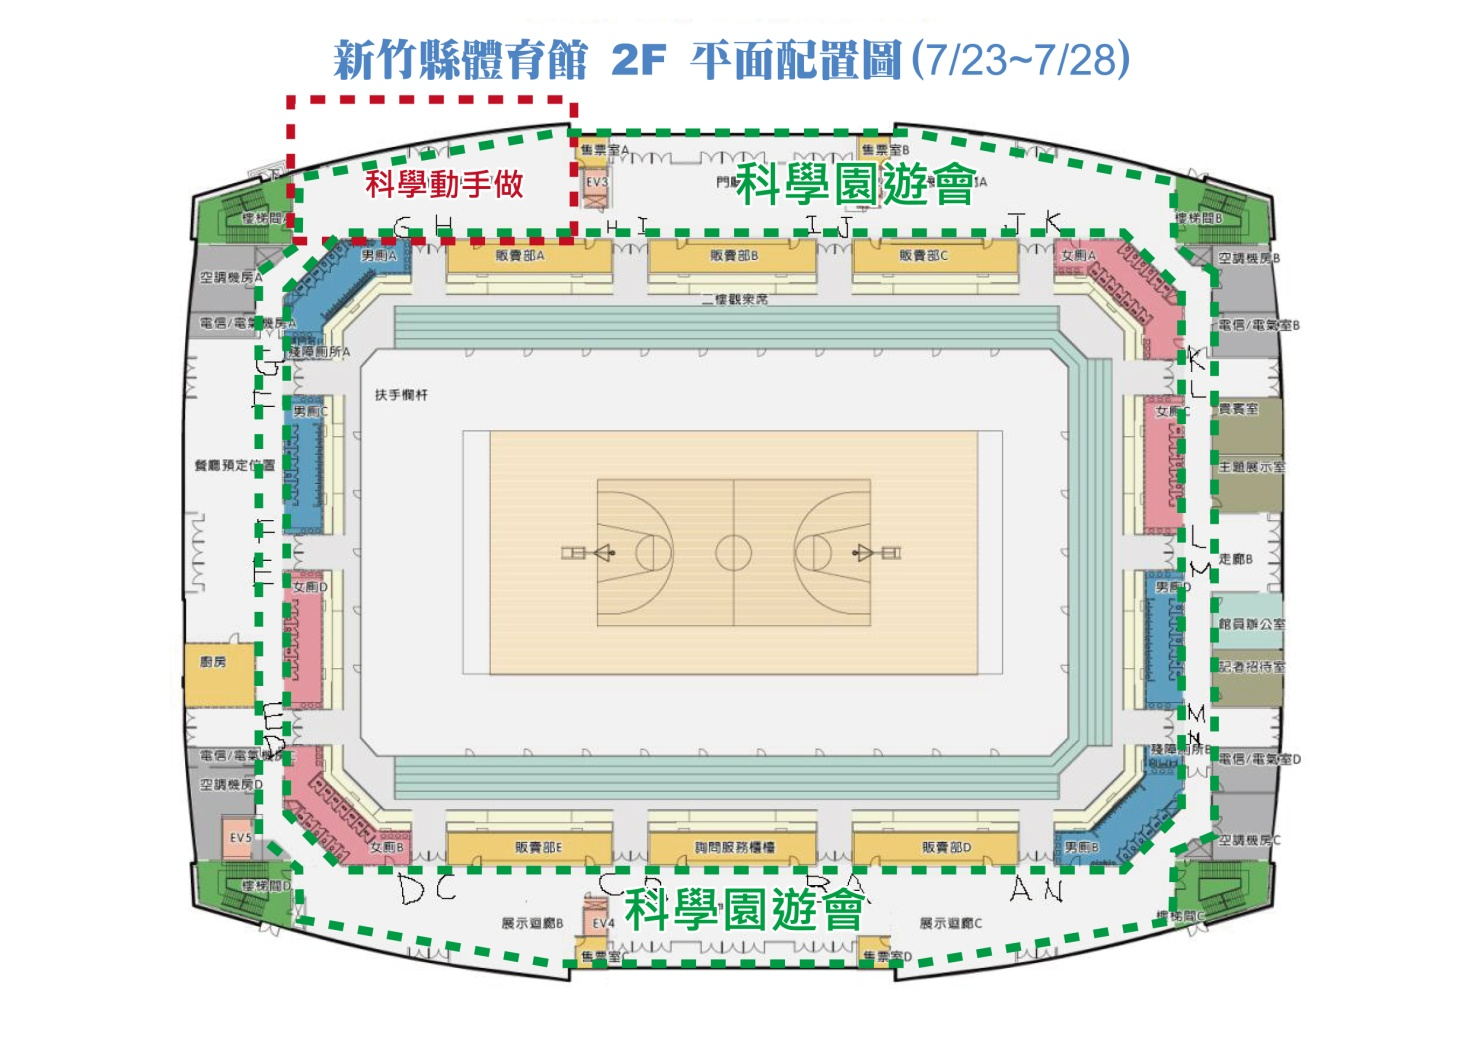 新竹縣體育館 2F 平面配置圖(7/23~7/28)
售票室A
售票室B
科學動手做
EV3
門廳
科學園遊會
A
下
樓梯間A
樓梯間B
G H
H I
I J
J K
男廁A
販賣部A
販賣部B
販賣部C
女廁A
空調機房A
空調機房B
二樓觀衆席
電信/電氣機房A
電信/電氣室B
殘障廁所A
G
F
K
L
扶手欄杆
男廁C
女廁C
貴賓室
餐廳預定位置
主題展示室
F
E
L
M
走廊B
女廁D
男廁D
館員辦公室
廚房
記者招待室
E
D
M
N
電信/電氣機房C
殘障廁所B
電信/電氣室D
空調機房D
EV5
女廁B
販賣部E
詢問服務櫃檯
販賣部D
男廁B
空調機房C
樓梯間D
D C
B A
A N
科學園遊會
展示迴廊B
EV4
展示迴廊C
樓梯間C
售票室C
售票室D